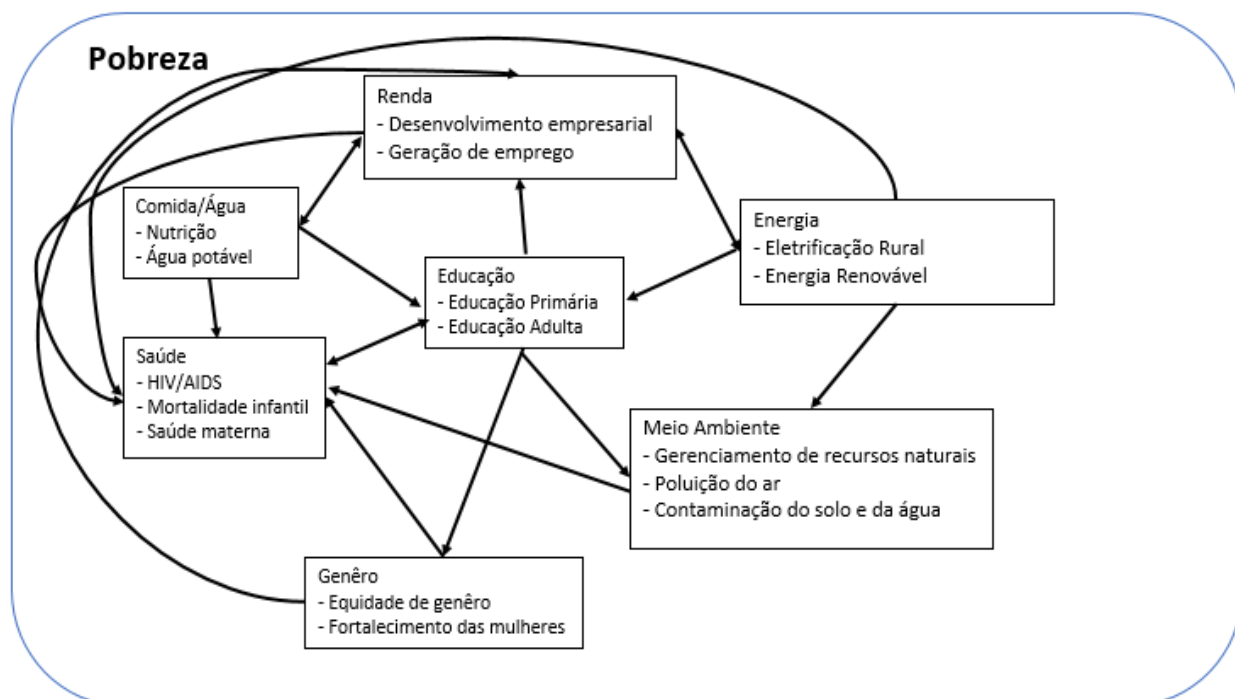 Pobreza
Renda
- Desenvolvimento empresarial
- Geração de emprego
Comida/Água
- Nutrição
- Água potável
Energia
- Eletrificação Rural
- Energia Renovável
Educação
- Educação Primária
- Educação Adulta
Saúde
- HIV/AIDS
- Mortalidade infantil
- Saúde materna
Meio Ambiente
- Gerenciamento de recursos naturais
- Poluição do ar
- Contaminação do solo e da água
Genêro
- Equidade de genêro
- Fortalecimento das mulheres